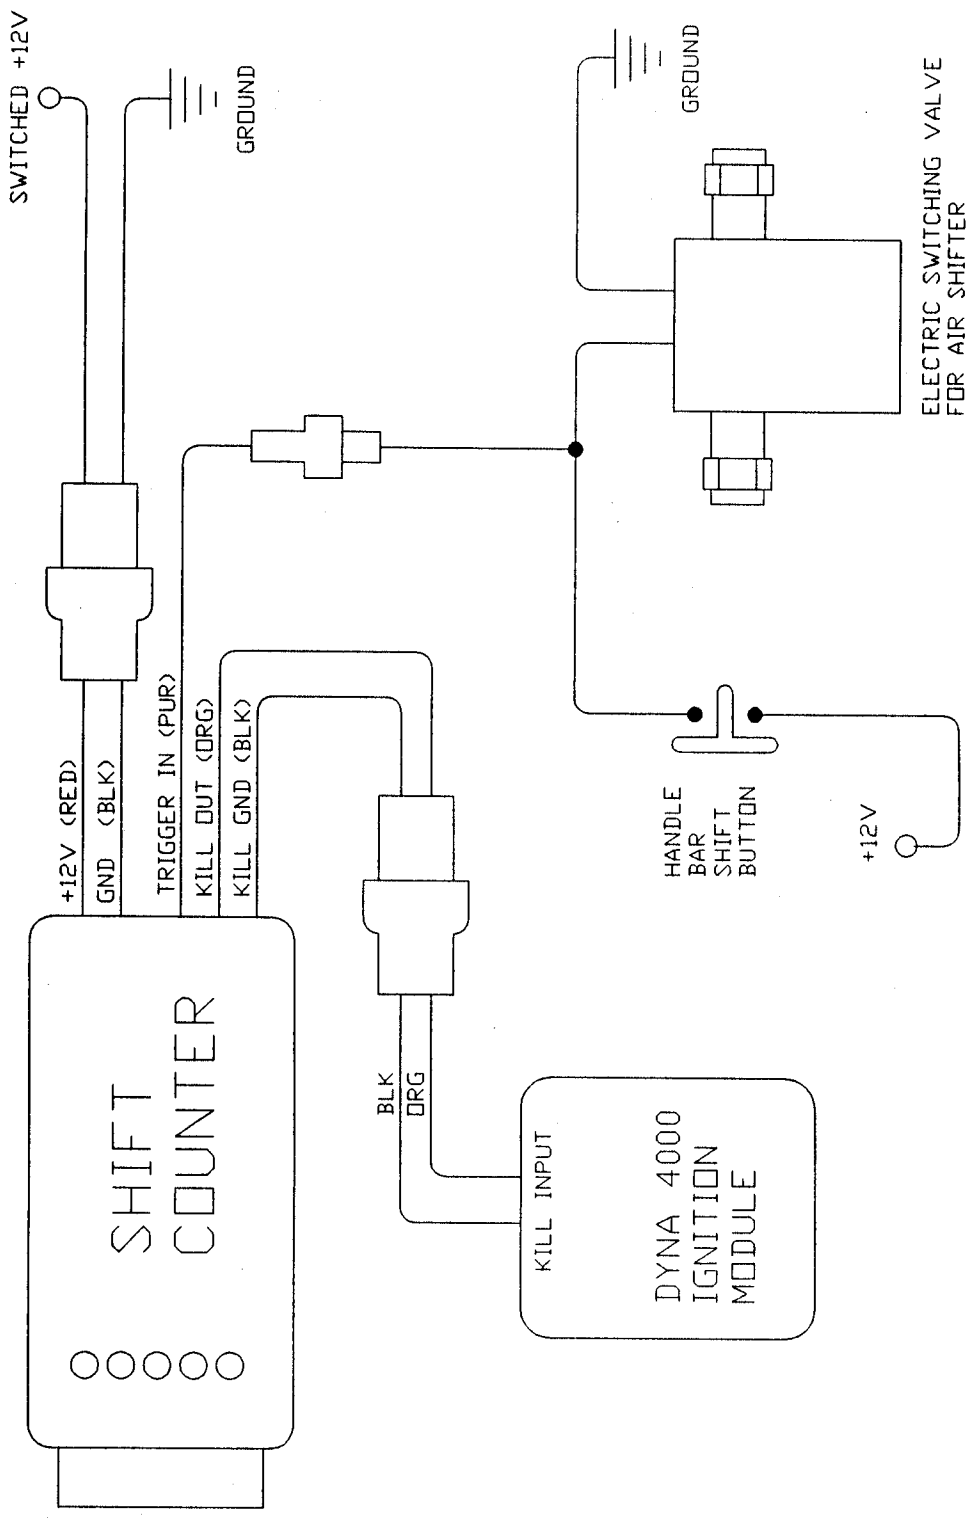 SHIFT
COUNTER
+12V (RED)
GND (BLK)
TRIGGER IN (PUR)
KILL OUT (ORG)
KILL GND (BLK)
SWITCHED +12V
GROUND
BLK
ORG
KILL INPUT
DYNA 4000
IGNITION
MODULE
HANDLE
BAR
SHIFT
BUTTON
+12V
GROUND
ELECTRIC SWITCHING VALVE
FOR AIR SHIFTER